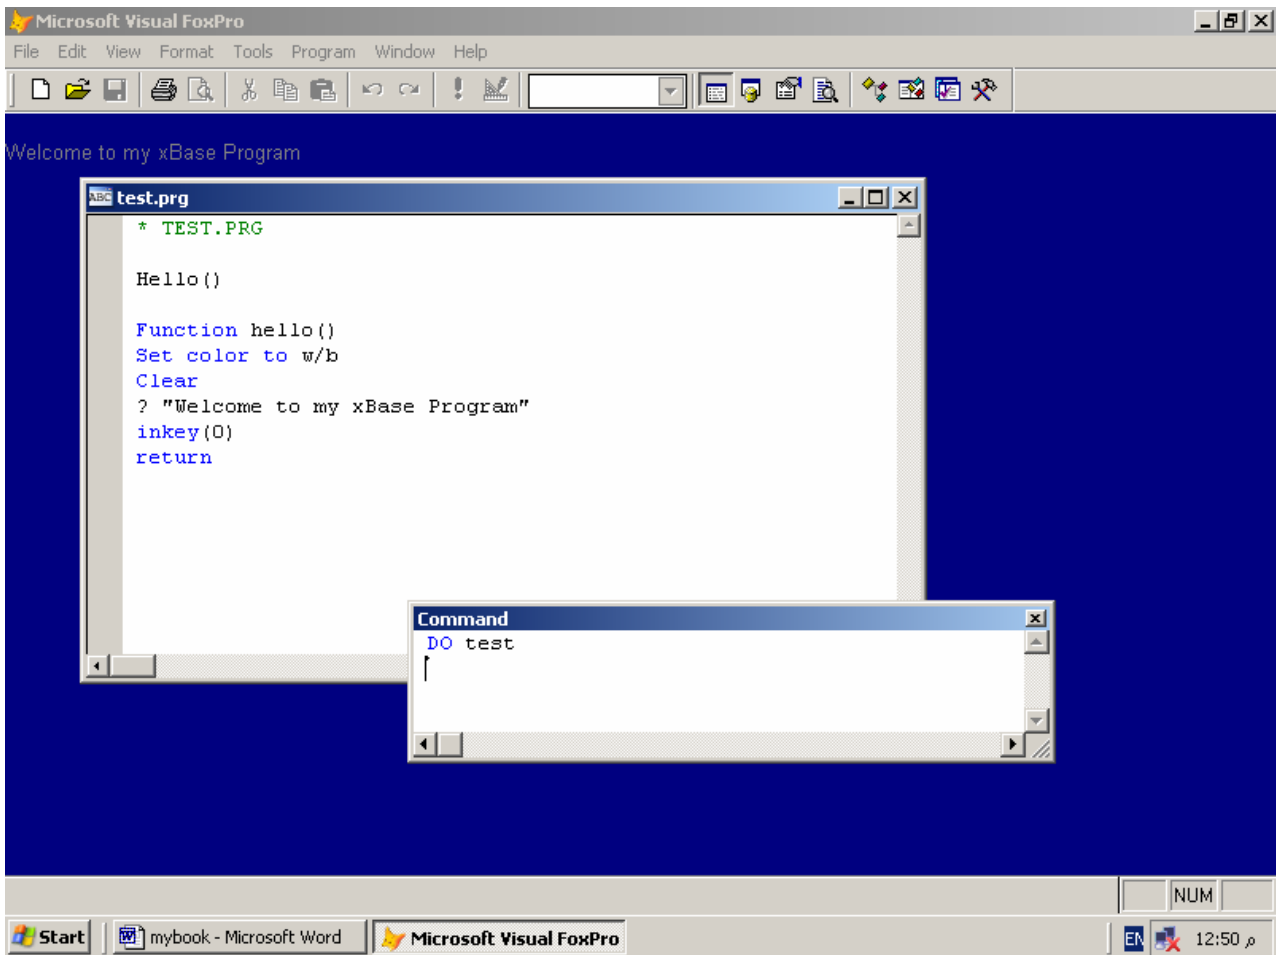 Microsoft Visual FoxPro
File Edit View Format Tools Program Window Help
Welcome to my xBase Program
ABC test.prg
* TEST.PRG
Hello()
Function hello()
Set color to w/b
Clear
? "Welcome to my xBase Program"
inkey(0)
return
Command
DO test
NUM
Start mybook - Microsoft Word Microsoft Visual FoxPro EN 12:50 م